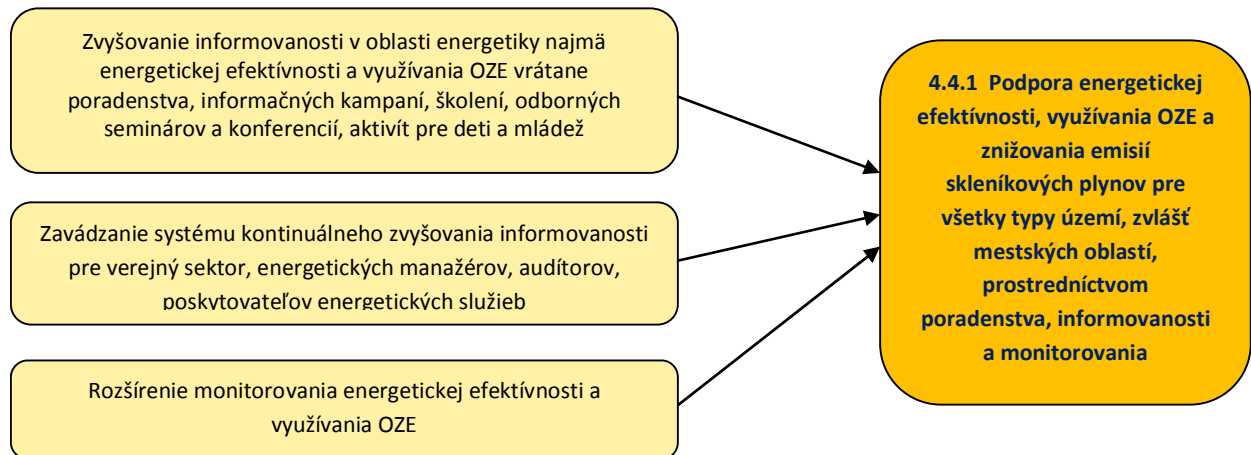 Zvyšovanie informovanosti v oblasti energetiky najmä
energetickej efektívnosti a využívania OZE vrátane
poradenstva, informačných kampaní, školení, odborných
seminárov a konferencií, aktivít pre deti a mládež
Zavádzanie systému kontinuálneho zvyšovania informovanosti
pre verejný sektor, energetických manažérov, audítorov,
poskytovateľov energetických služieb
Rozšírenie monitorovania energetickej efektívnosti a
využívania OZE
4.4.1 Podpora energetickej
efektívnosti, využívania OZE a
znižovania emisií
skleníkových plynov pre
všetky typy území, zvlášť
mestských oblastí,
prostredníctvom
poradenstva, informovanosti
a monitorovania